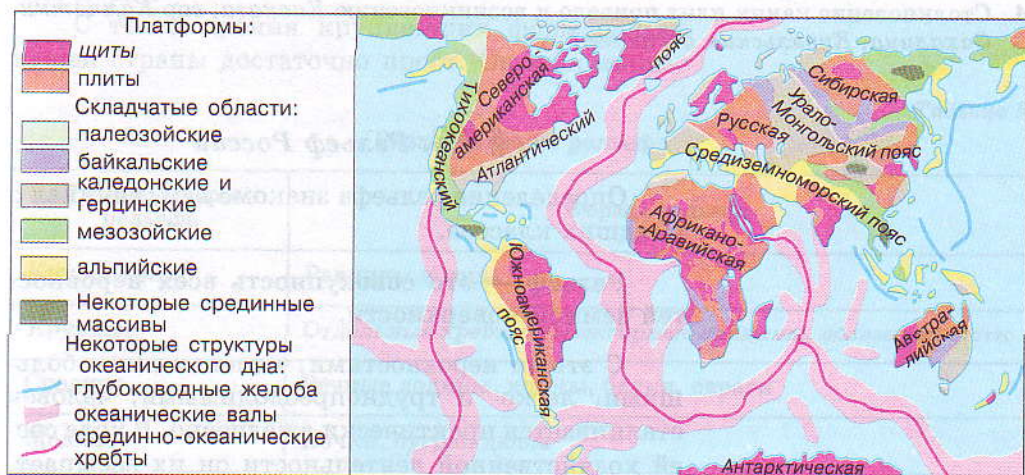 Платформы:
щиты
плиты
Складчатые области:
палеозойские
байкальские
каледонские и
герцинские
мезозойские
альпийские
Некоторые срединные
массивы
Некоторые структуры
океанического дна:
глубоководные желоба
океанические валы
срединно-океанические
хребты
Тихоокеанский
пояс
Северо
американская
Атлантический
пояс
Сибирская
Урало-
Монгольский пояс
Русская
Средиземноморский пояс
Африкано-
Аравийская
Южноамериканская
Австра-
лийская
Антарктическая